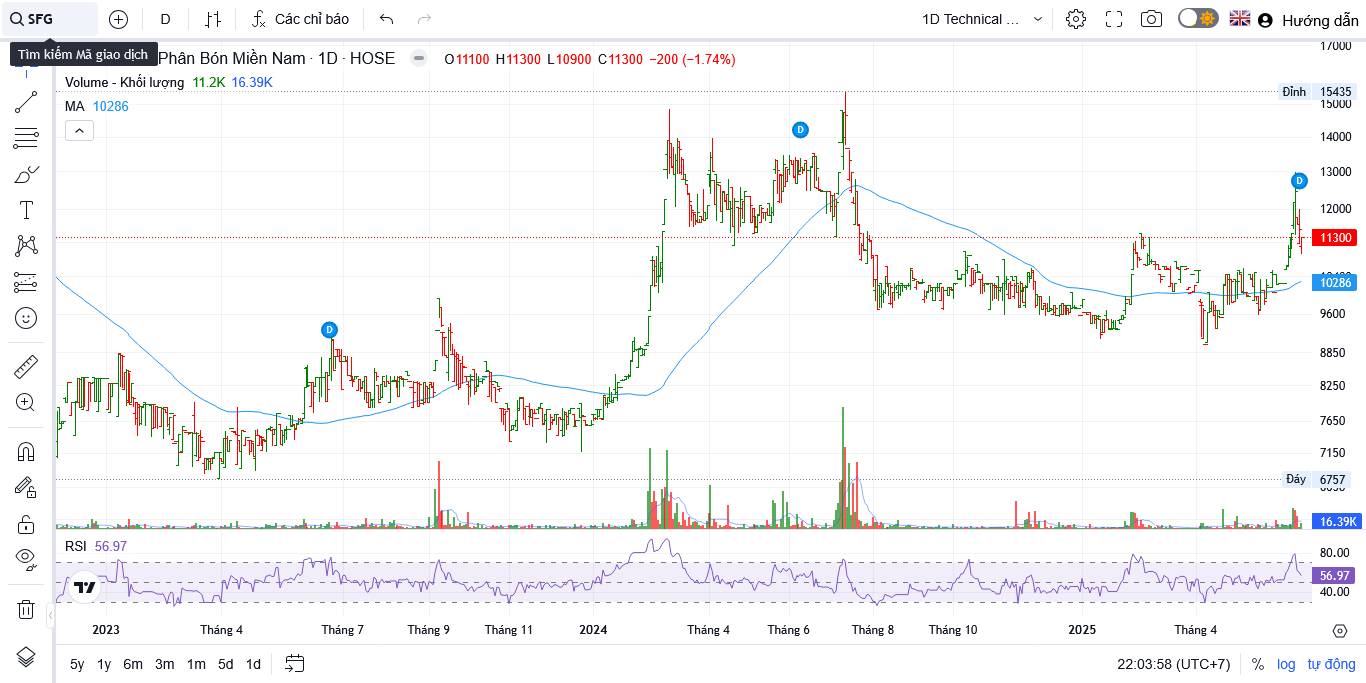 SFG D Các chỉ báo 1D Technical ... Hướng dẫn
Tìm kiếm Mã giao dịch
Phân Bón Miền Nam · 1D · HOSE O11100 H11300 L10900 C11300 −200 (−1.74%)
Volume - Khối lượng 11.2K 16.39K
MA 10286
17000
Đỉnh 15435
15000
14000
D
13000
D
12000
11300
10286
9600
D
8850
8250
7650
7150
Đáy 6757
16.39K
RSI 56.97
80.00
56.97
40.00
2023 Tháng 4 Tháng 7 Tháng 9 Tháng 11 2024 Tháng 4 Tháng 6 Tháng 8 Tháng 10 2025 Tháng 4
5y 1y 6m 3m 1m 5d 1d 22:03:58 (UTC+7) % log tự động